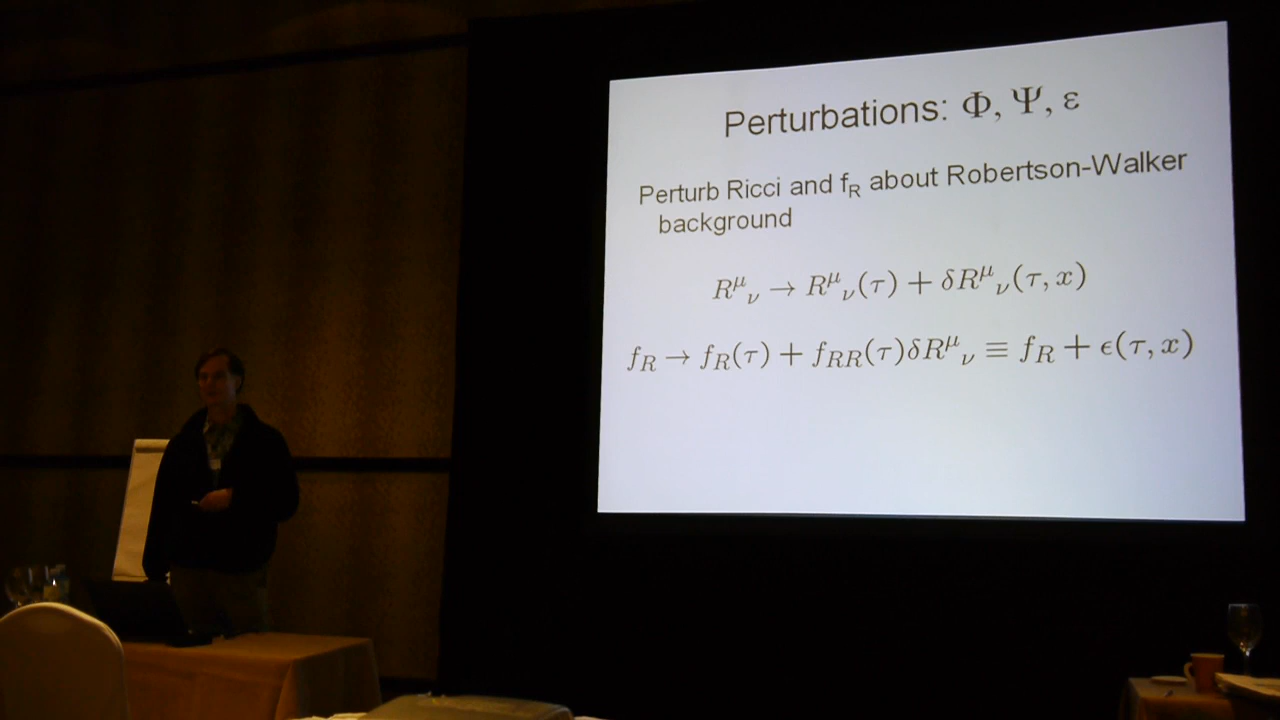 Perturbations: Φ, Ψ, ε
Perturb Ricci and f_R about Robertson-Walker
background
R^μ_ν → R^μ_ν(τ) + δR^μ_ν(τ, x)
f_R → f_R(τ) + f_RR(τ)δR^μ_ν ≡ f_R + ϵ(τ, x)